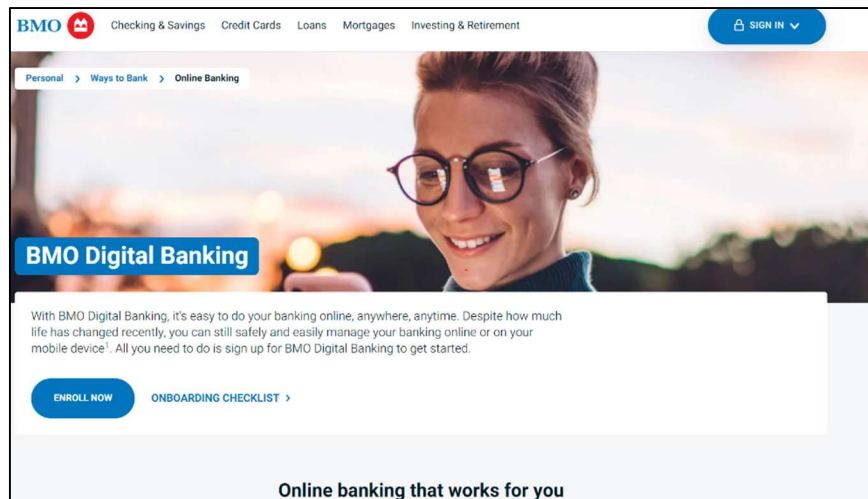 BMO
Checking & Savings Credit Cards Loans Mortgages Investing & Retirement
SIGN IN
Personal > Ways to Bank > Online Banking
BMO Digital Banking
With BMO Digital Banking, it's easy to do your banking online, anywhere, anytime. Despite how much
life has changed recently, you can still safely and easily manage your banking online or on your
mobile device¹. All you need to do is sign up for BMO Digital Banking to get started.
ENROLL NOW ONBOARDING CHECKLIST >
Online banking that works for you